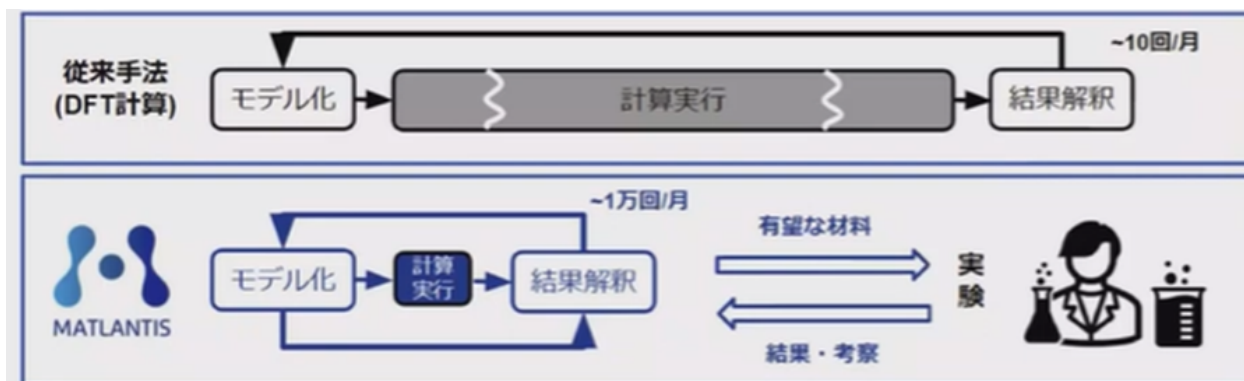 ~10回/月
従来手法
(DFT計算)
モデル化
計算実行
結果解釈
~1万回/月
有望な材料
モデル化
計算
実行
結果解釈
実
験
MATLANTIS
結果・考察